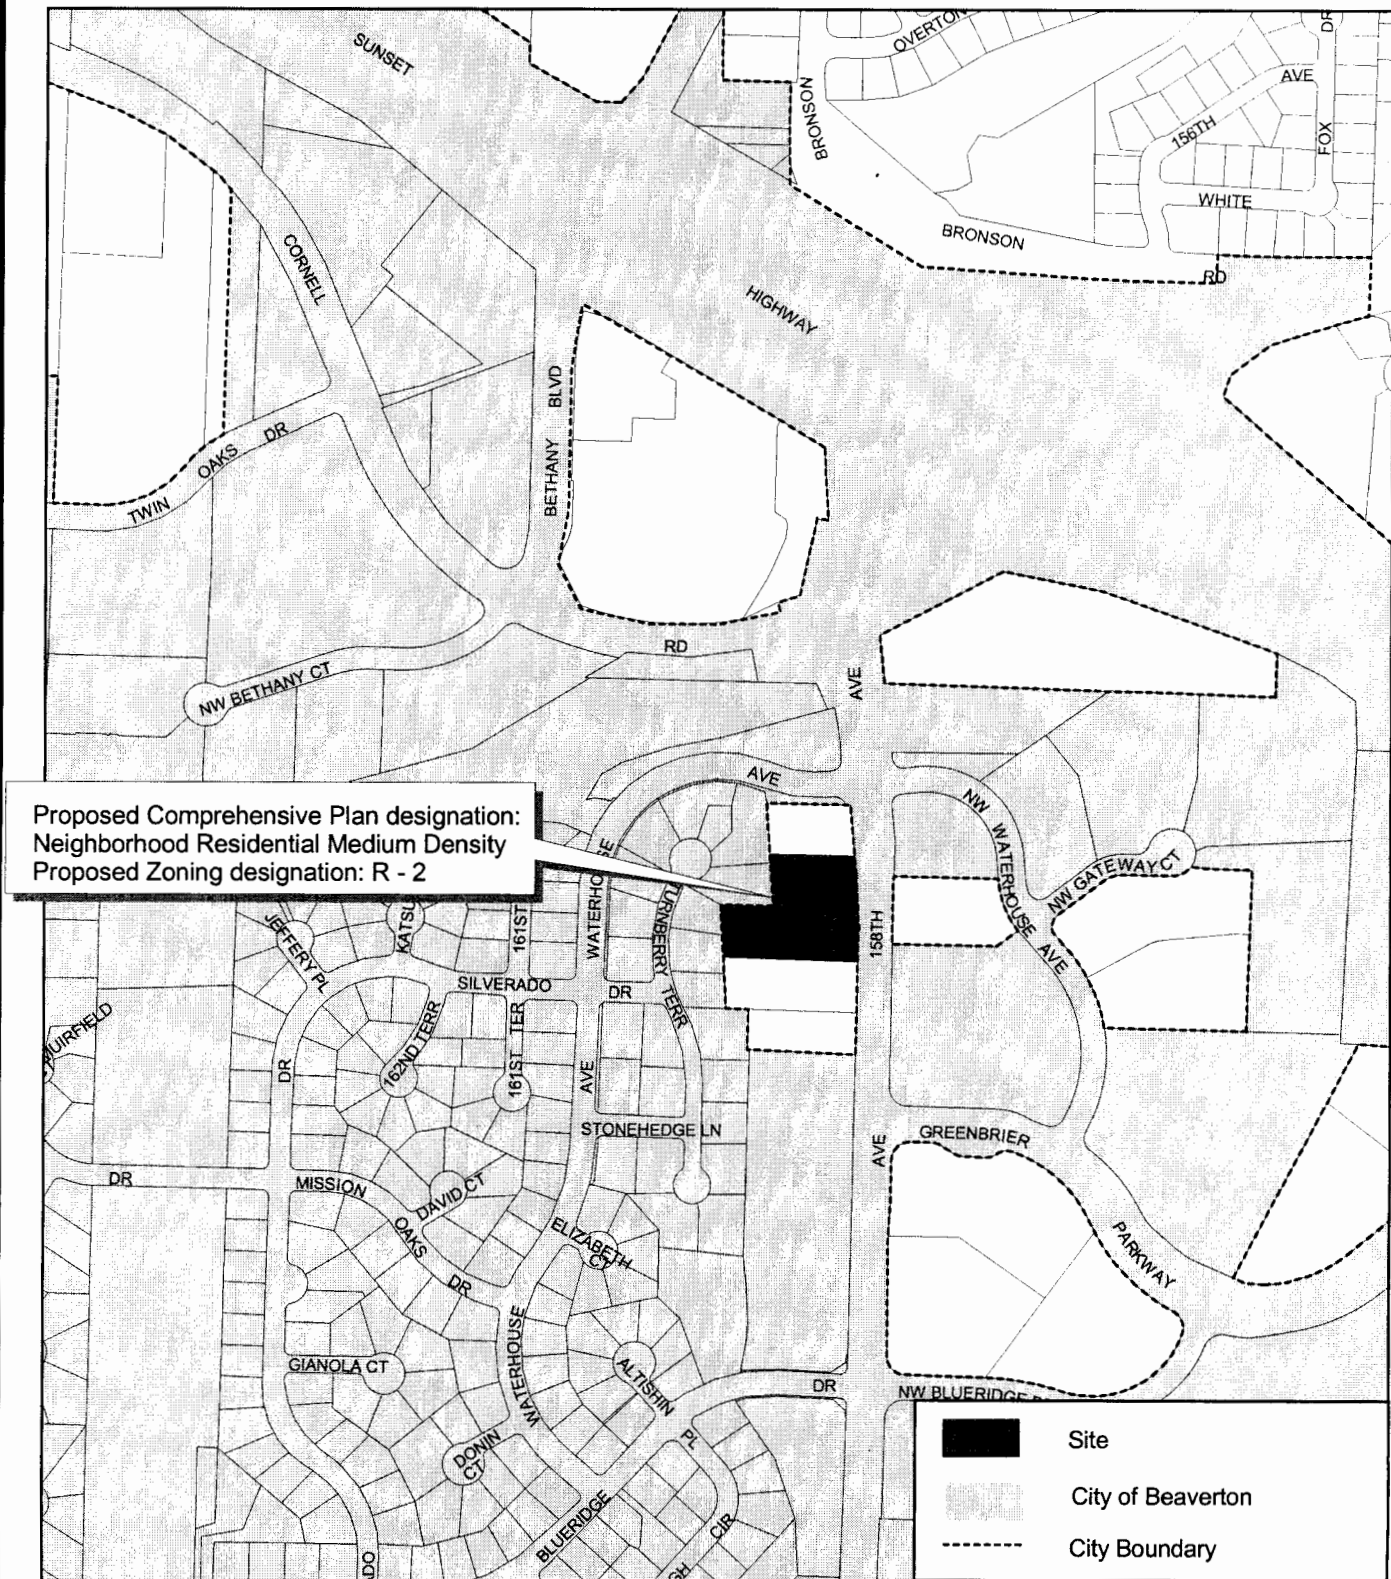 SUNSET
OVERTON
DR
AVE
BRONSON
156TH
FOX
WHITE
BRONSON
RD
CORNELL
HIGHWAY
BETHANY BLVD
TWIN OAKS DR
RD
NW BETHANY CT
AVE
AVE
Proposed Comprehensive Plan designation:
Neighborhood Residential Medium Density
Proposed Zoning designation: R - 2
NW WATERHOUSE AVE
NW GATEWAY CT
WATERHOUSE
TURNBERRY TERR
158TH
JEFFERY PL
KATSU
161ST
SILVERADO
DR
MUIRFIELD
DR
162ND TERR
161ST TER
AVE
STONEHEDGE LN
AVE
GREENBRIER
DR
MISSION
DAVID CT
OAKS
DR
ELIZABETH
CT
PARKWAY
WATERHOUSE
GIANOLA CT
ALTISHIN
PL
DR
NW BLUERIDGE
DONIN
CT
BLUERIDGE
CIR
Site
City of Beaverton
City Boundary